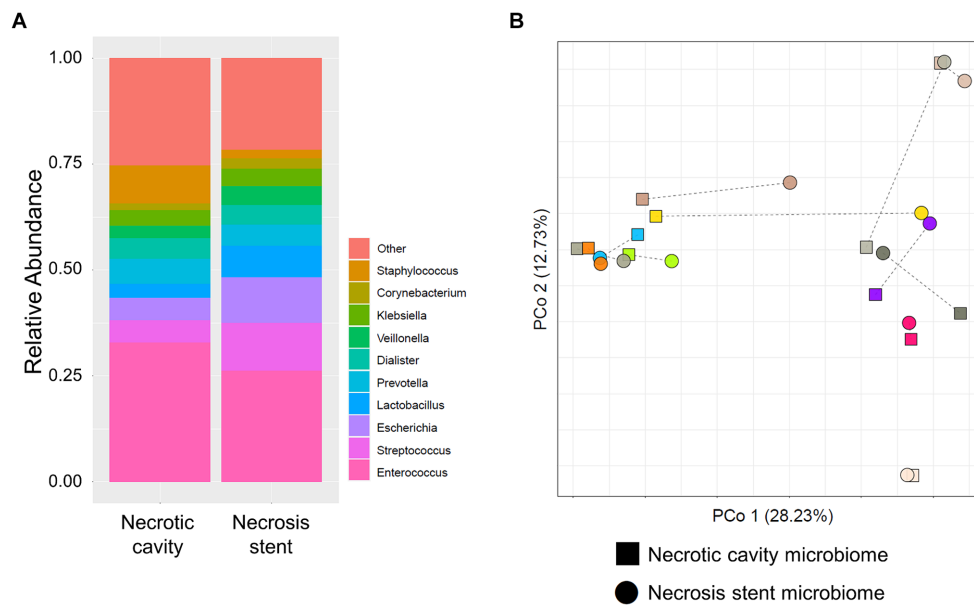 A
1.00
0.75
0.50
0.25
0.00
Relative Abundance
Necrotic
cavity
Necrosis
stent
Other
Staphylococcus
Corynebacterium
Klebsiella
Veillonella
Dialister
Prevotella
Lactobacillus
Escherichia
Streptococcus
Enterococcus
B
PCo 2 (12.73%)
PCo 1 (28.23%)
Necrotic cavity microbiome
Necrosis stent microbiome